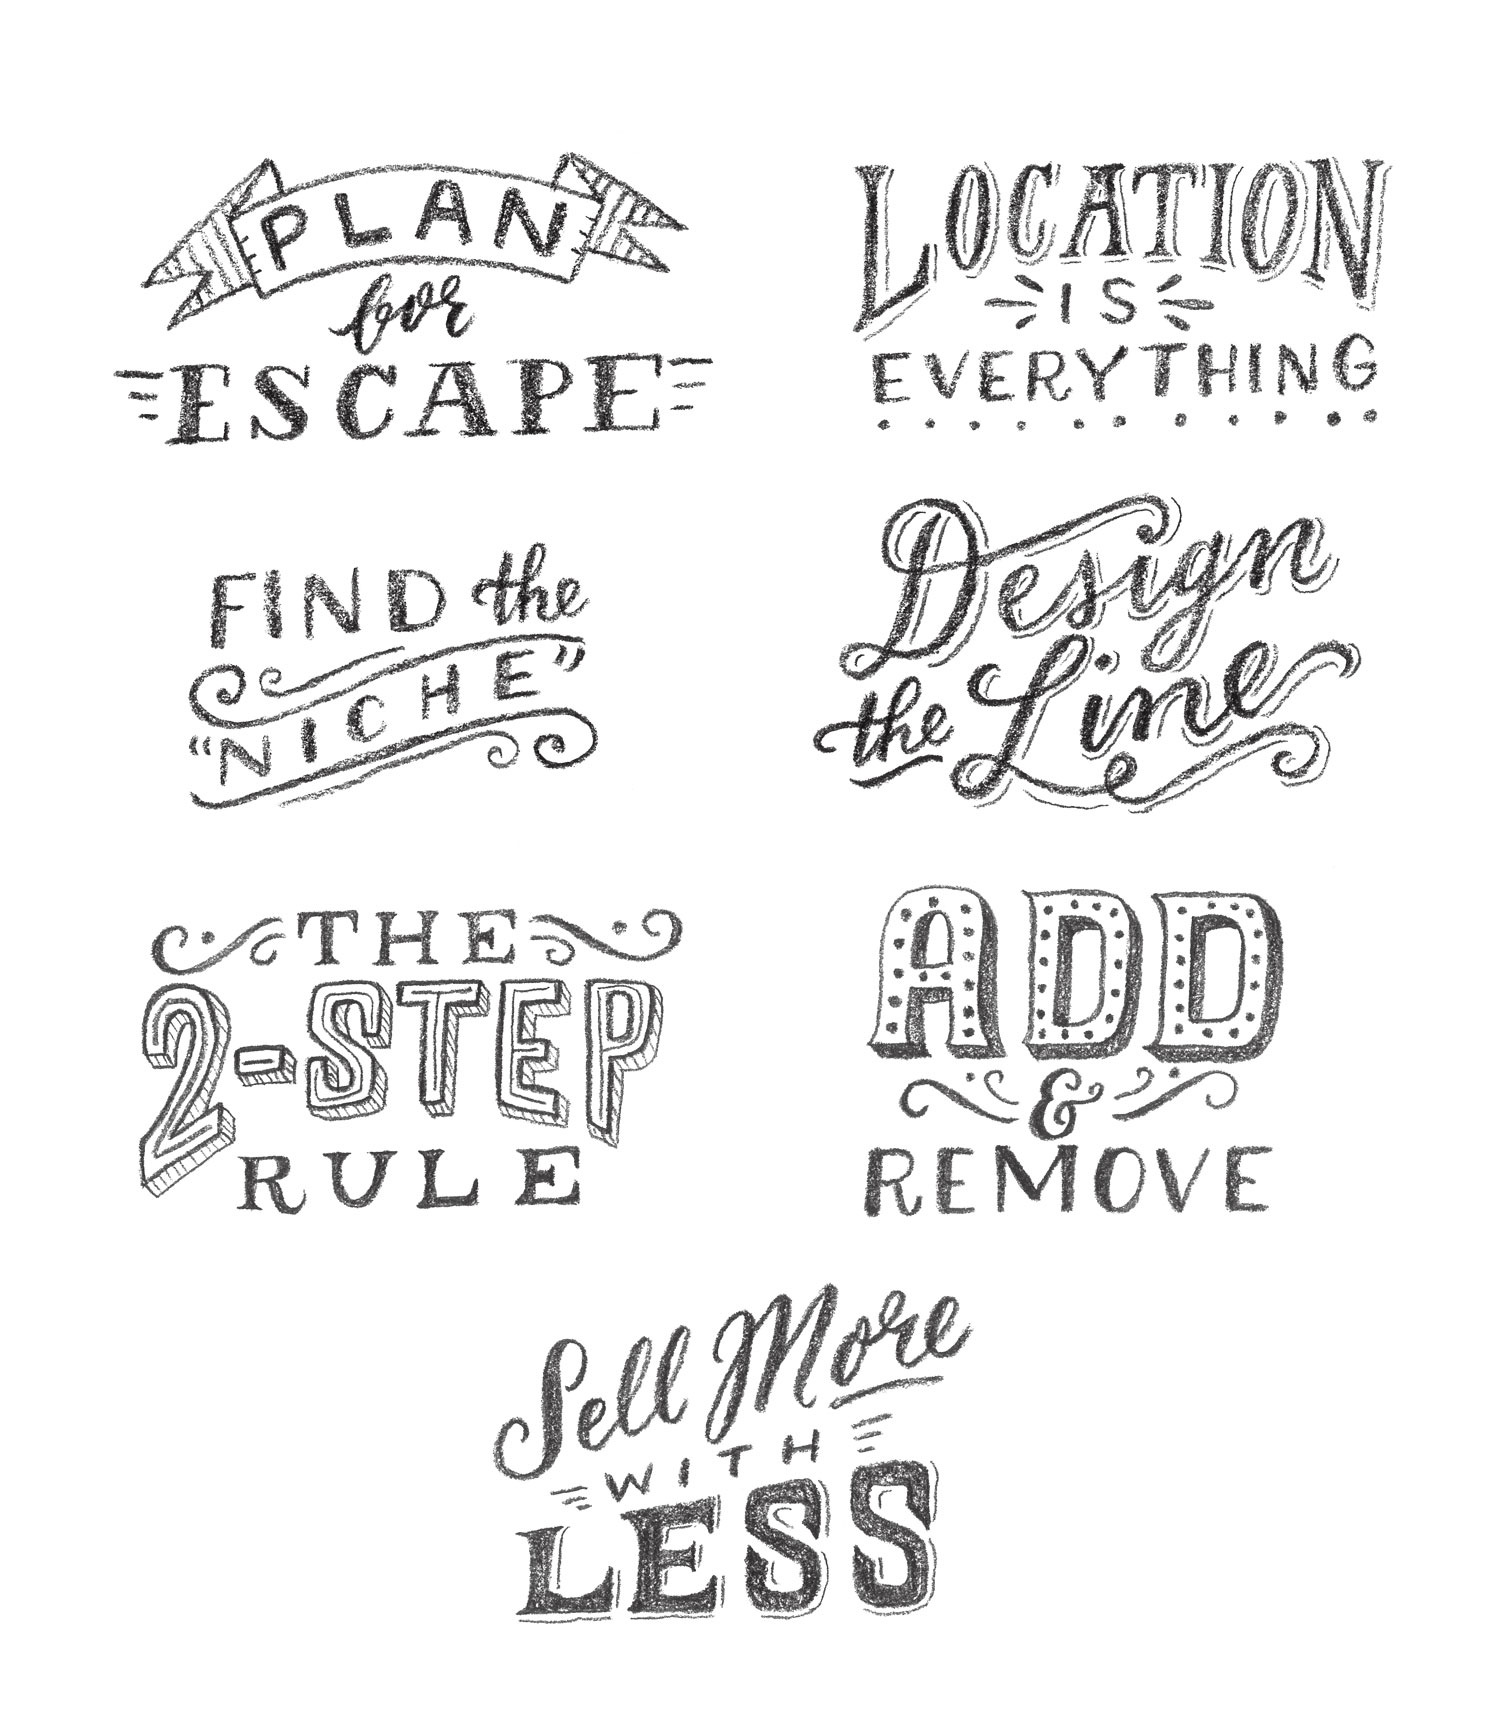 PLAN
for
ESCAPE
LOCATION
IS
EVERYTHING
FIND the
“NICHE”
Design
the Line
THE
2-STEP
RULE
ADD
&
REMOVE
Sell More
WITH
LESS